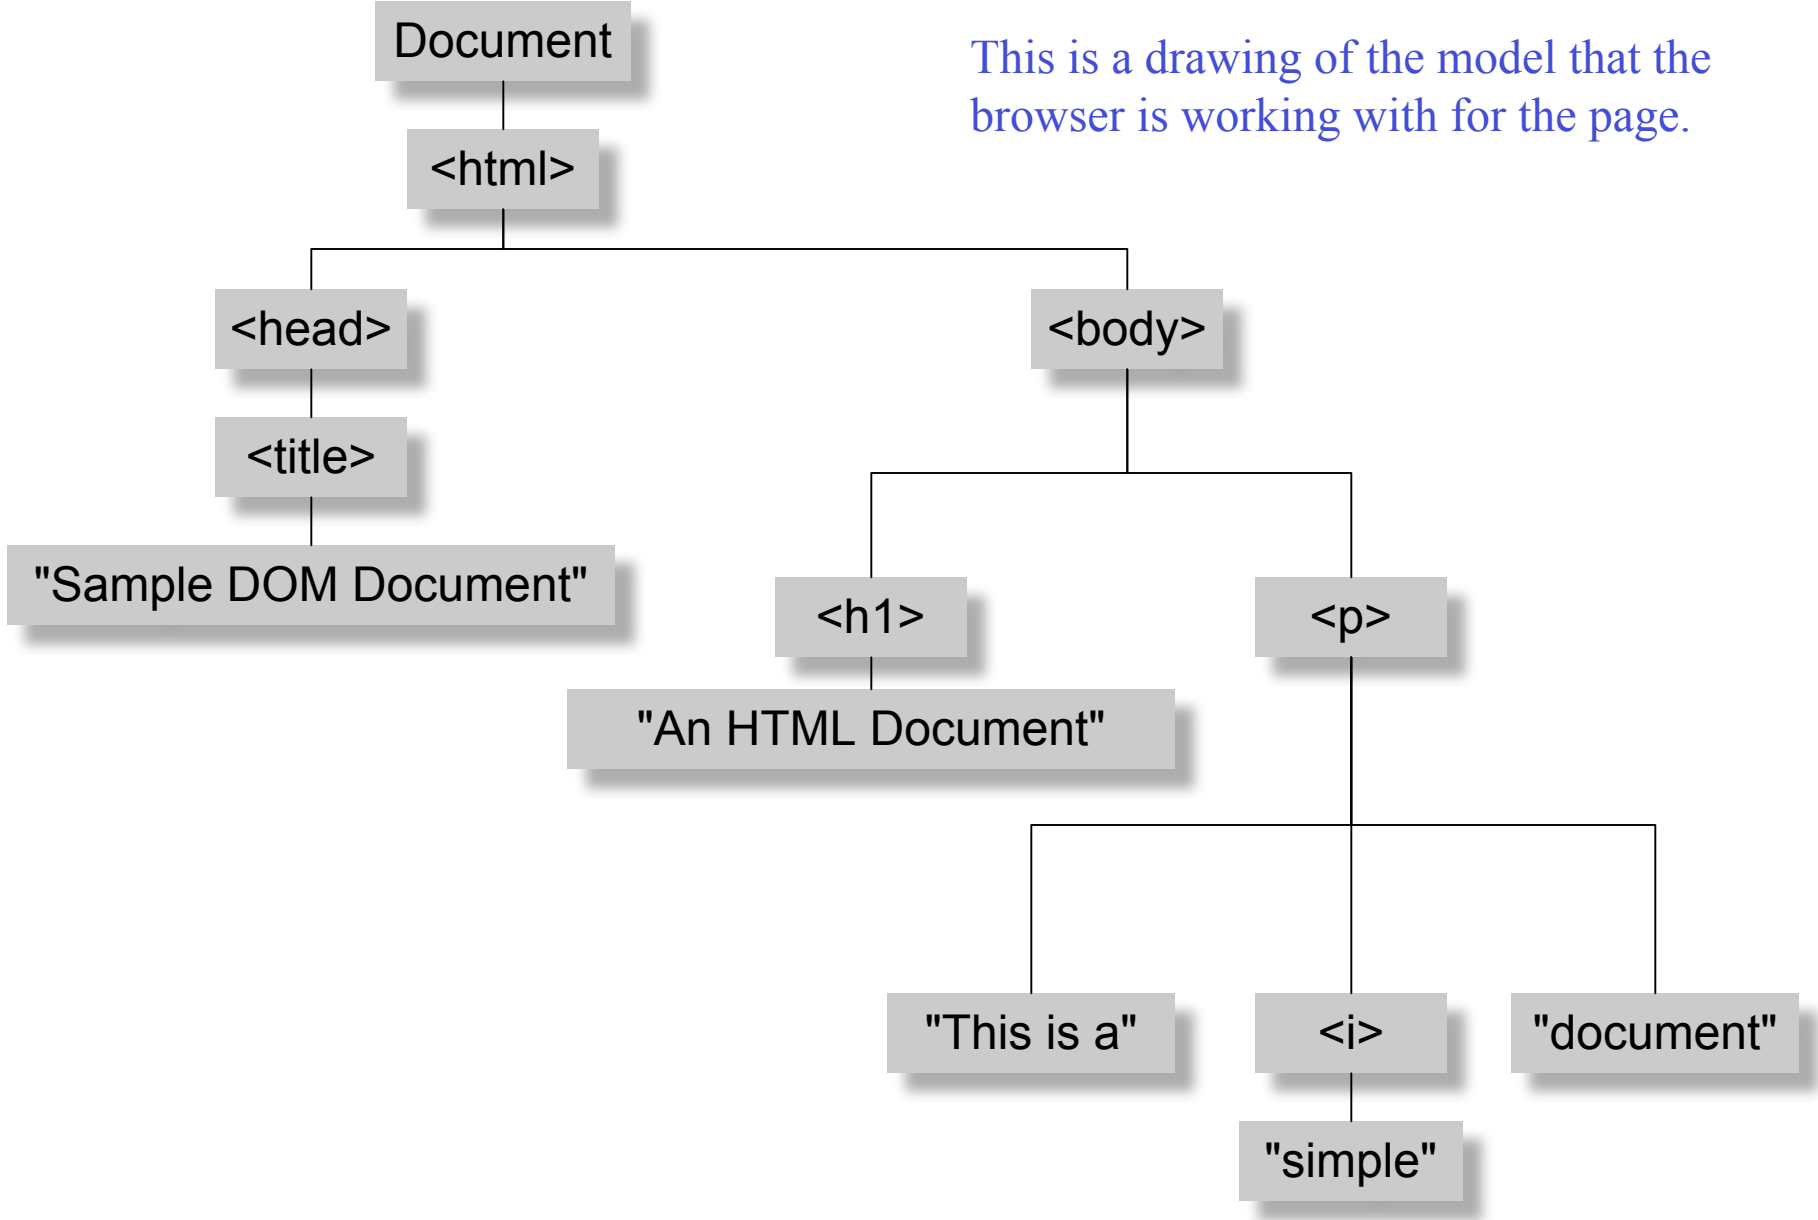 Document
This is a drawing of the model that the
browser is working with for the page.
<html>
<head>
<body>
<title>
"Sample DOM Document"
<h1>
<p>
"An HTML Document"
"This is a"
<i>
"document"
"simple"